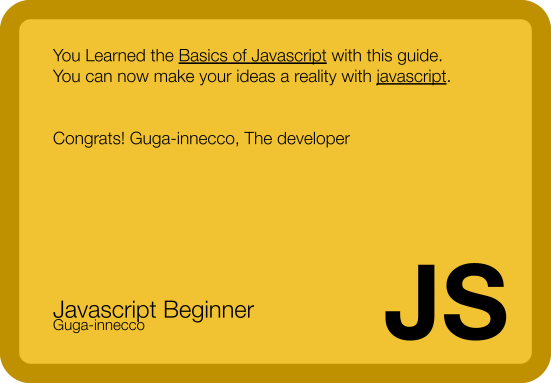 You Learned the Basics of Javascript with this guide.
You can now make your ideas a reality with javascript.
Congrats! Guga-innecco, The developer
Javascript Beginner
Guga-innecco
JS